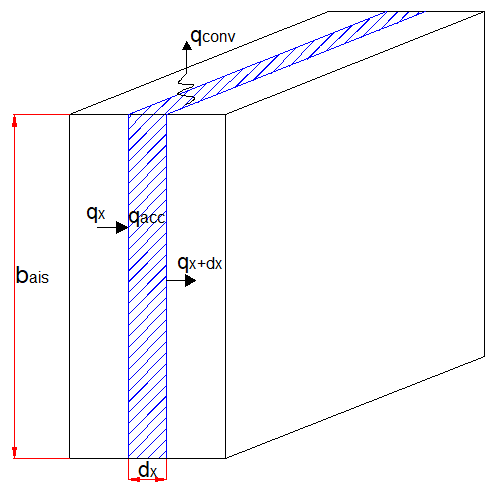 qconv
qx
qacc
qx+dx
bais
dx